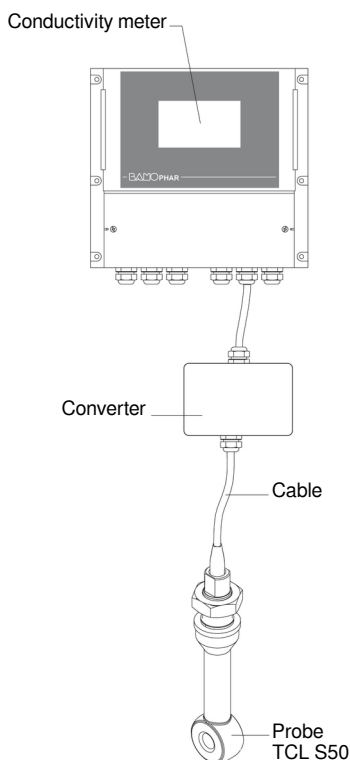 Conductivity meter
BAMOPHAR
Converter
Cable
Probe
TCL S50